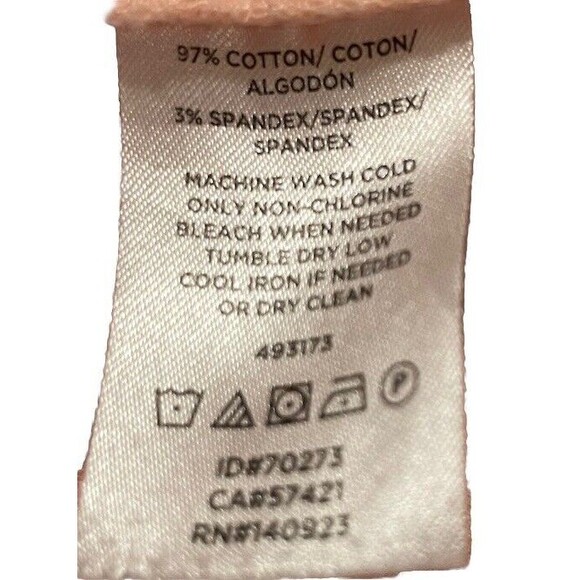 97% COTTON/ COTON/
ALGODÓN
3% SPANDEX/SPANDEX/
SPANDEX
MACHINE WASH COLD
ONLY NON-CHLORINE
BLEACH WHEN NEEDED
TUMBLE DRY LOW
COOL IRON IF NEEDED
OR DRY CLEAN
493173
P
ID#70273
CA#57421
RN#140923